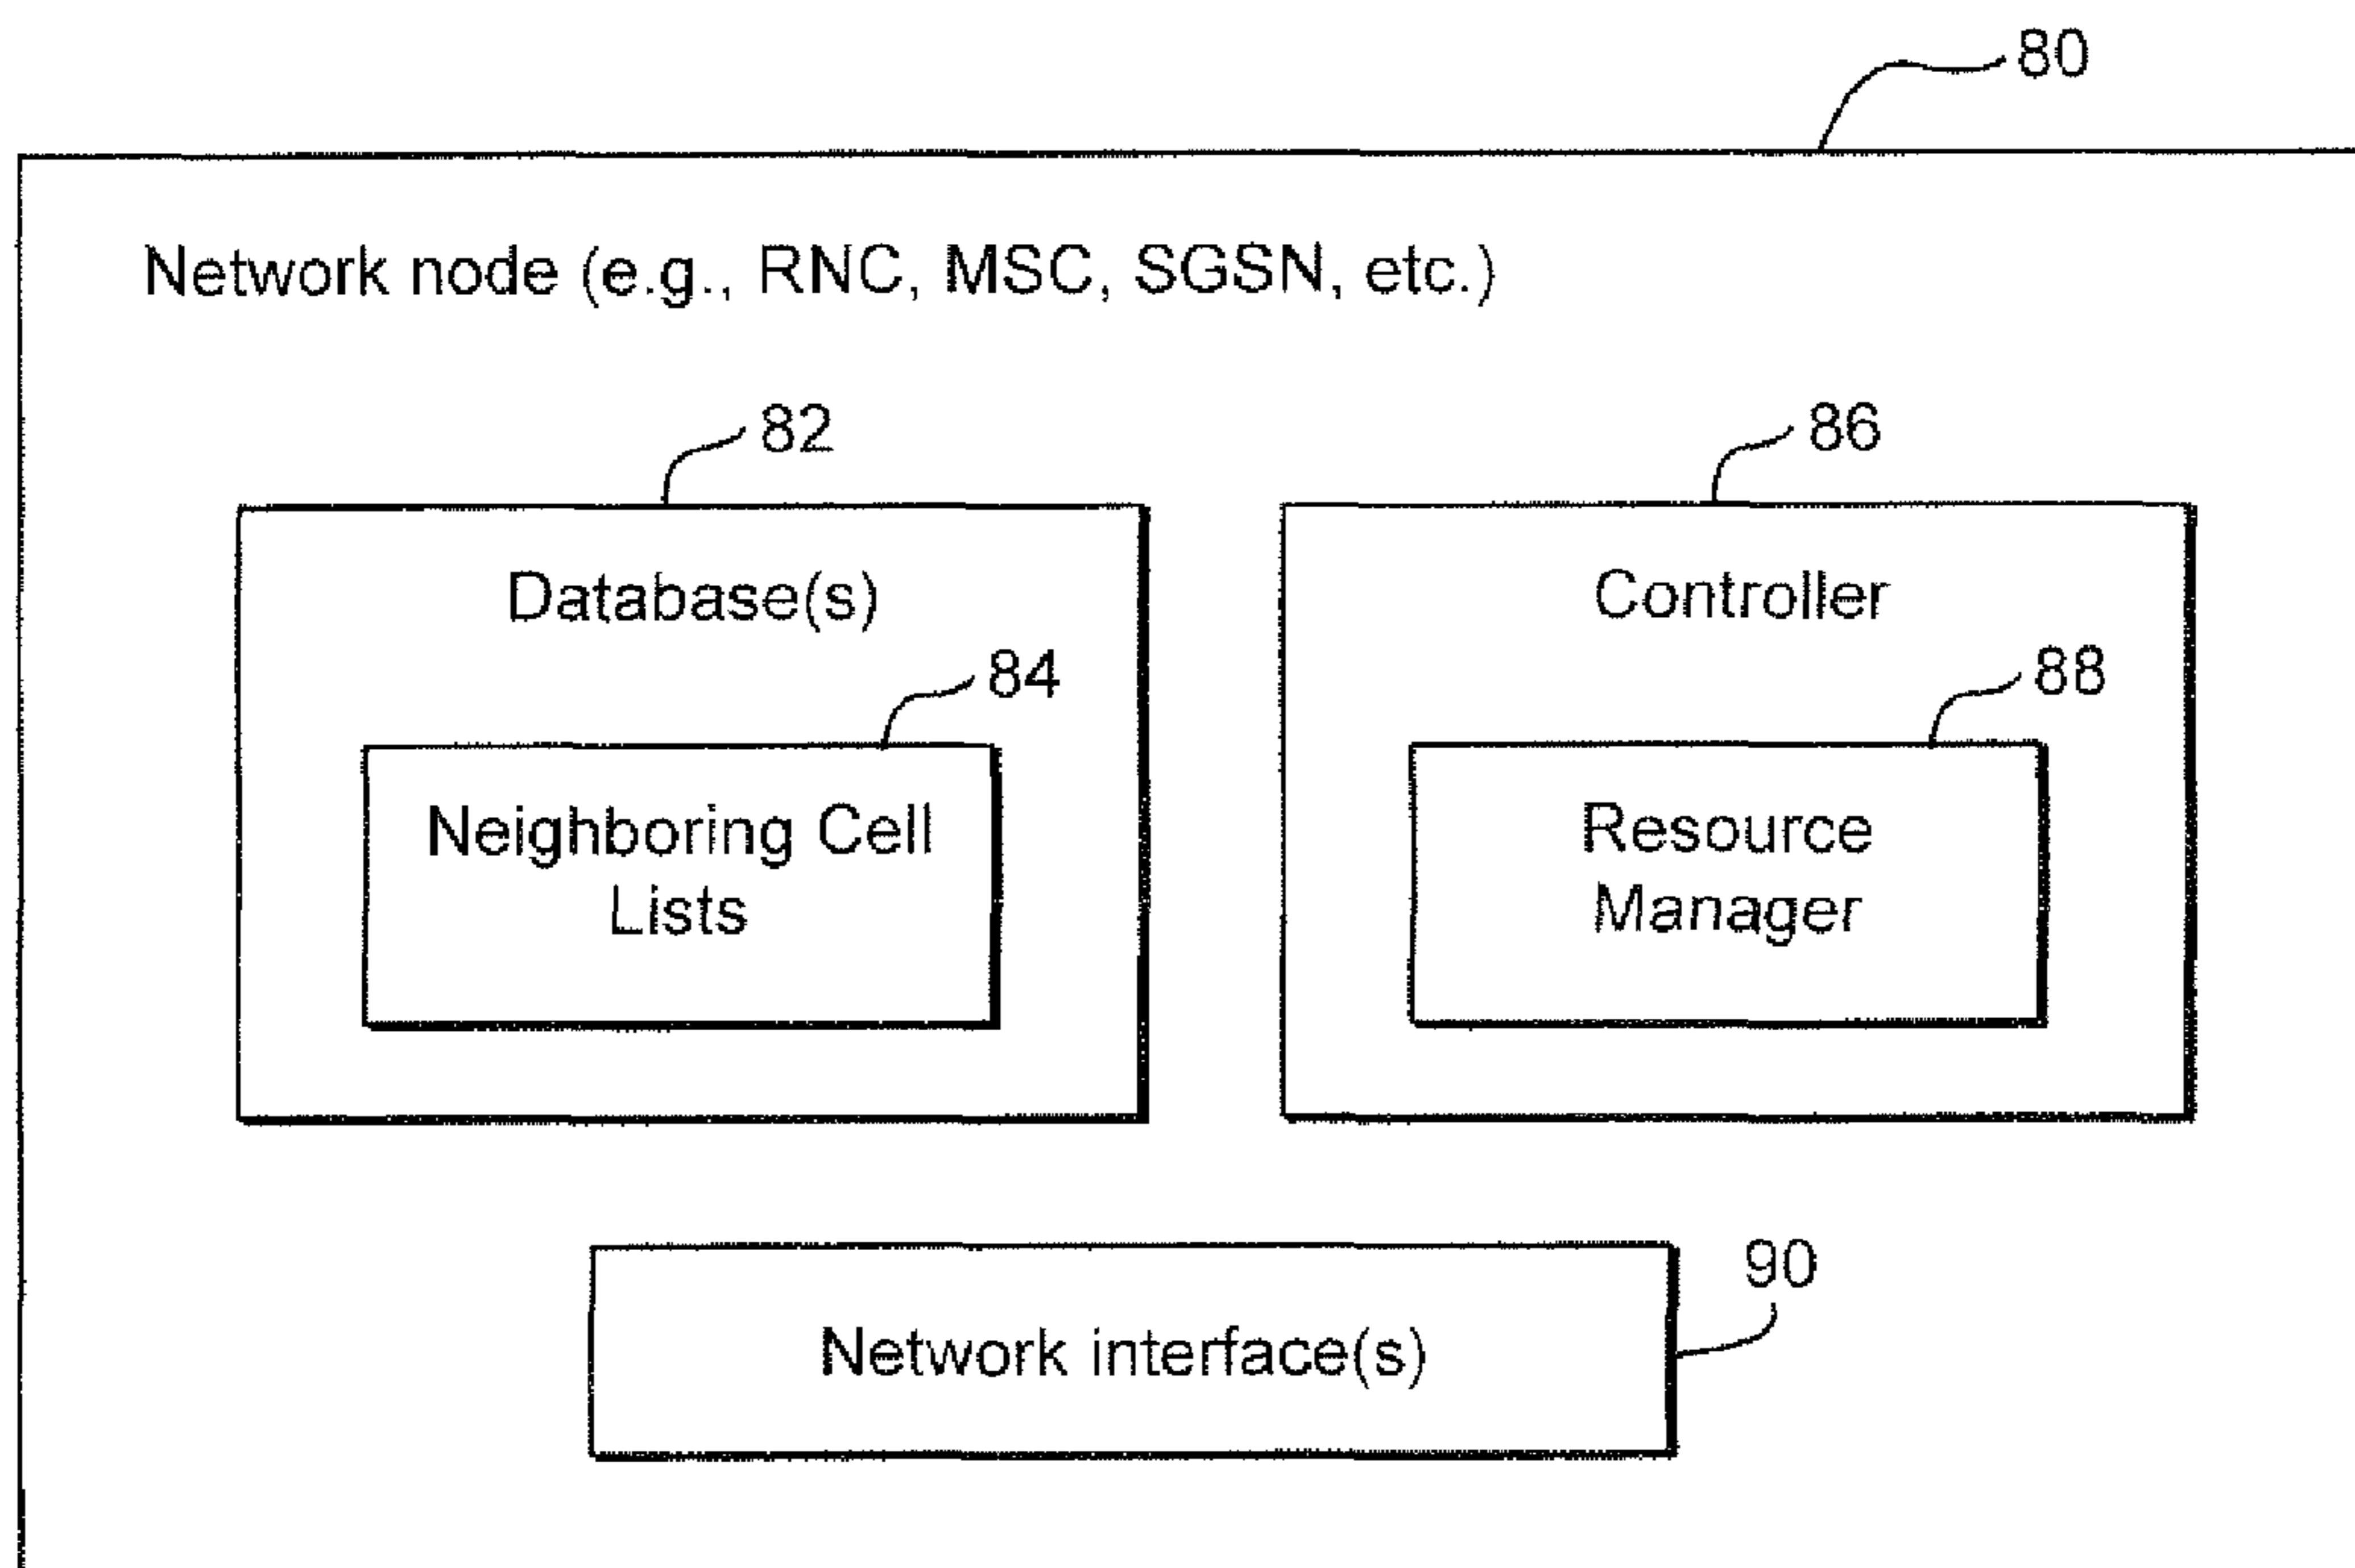 80
Network node (e.g., RNC, MSC, SGSN, etc.)
82
86
Database(s)
Controller
84
88
Neighboring Cell
Lists
Resource
Manager
90
Network interface(s)